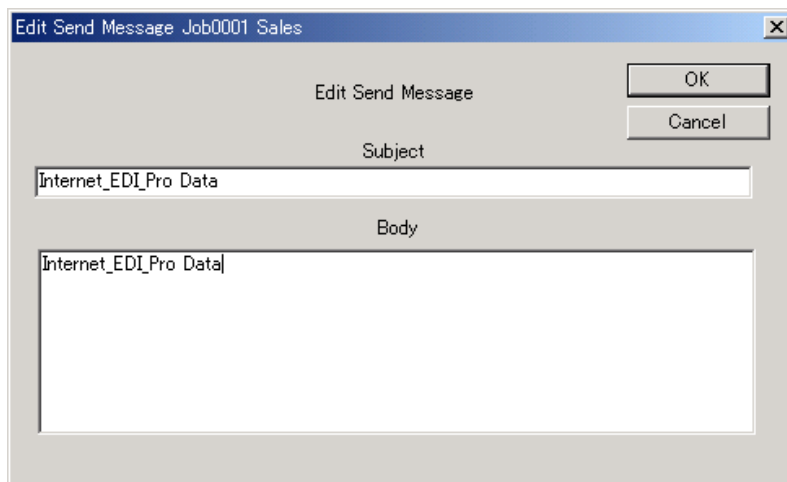 Edit Send Message Job0001 Sales
Edit Send Message
OK
Cancel
Subject
Internet_EDI_Pro Data
Body
Internet_EDI_Pro Data